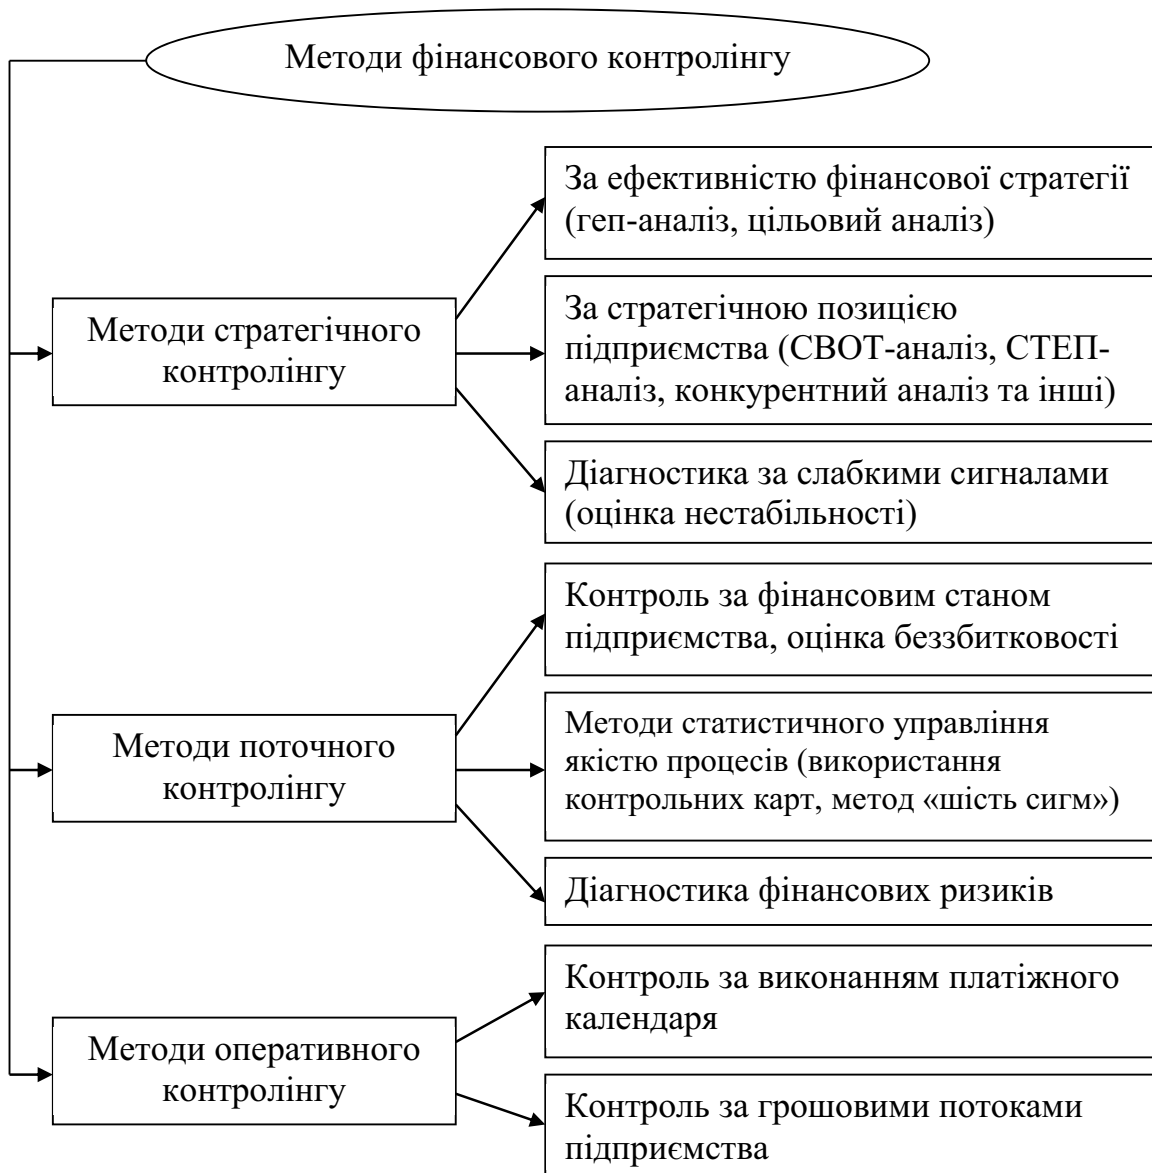 Методи фінансового контролінгу
За ефективністю фінансової стратегії
(геп-аналіз, цільовий аналіз)
Методи стратегічного
контролінгу
За стратегічною позицією
підприємства (СВОТ-аналіз, СТЕП-
аналіз, конкурентний аналіз та інші)
Діагностика за слабкими сигналами
(оцінка нестабільності)
Контроль за фінансовим станом
підприємства, оцінка беззбитковості
Методи поточного
контролінгу
Методи статистичного управління
якістю процесів (використання
контрольних карт, метод «шість сигм»)
Діагностика фінансових ризиків
Контроль за виконанням платіжного
календаря
Методи оперативного
контролінгу
Контроль за грошовими потоками
підприємства